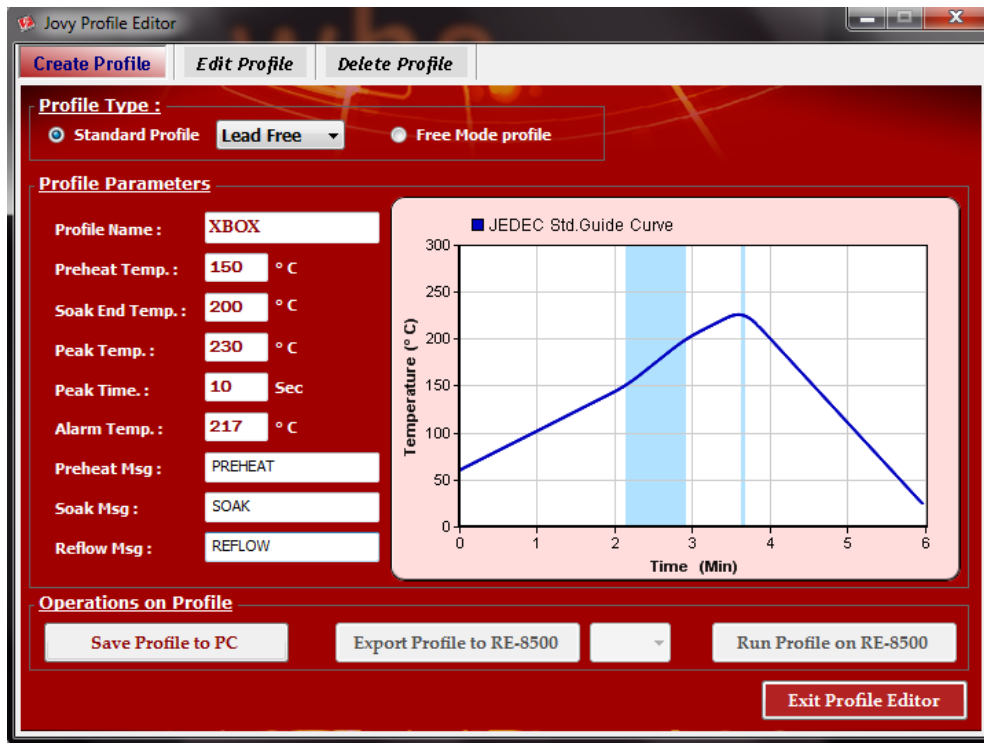 Jovy Profile Editor
Create Profile Edit Profile Delete Profile
Profile Type :
Standard Profile Lead Free Free Mode profile
Profile Parameters
Profile Name : XBOX
Preheat Temp. : 150 ° C
Soak End Temp. : 200 ° C
Peak Temp. : 230 ° C
Peak Time. : 10 Sec
Alarm Temp. : 217 ° C
Preheat Msg : PREHEAT
Soak Msg : SOAK
Reflow Msg : REFLOW
JEDEC Std.Guide Curve
300
250
200
150
100
50
0
Temperature (° C)
0 1 2 3 4 5 6
Time (Min)
Operations on Profile
Save Profile to PC Export Profile to RE-8500 Run Profile on RE-8500
Exit Profile Editor